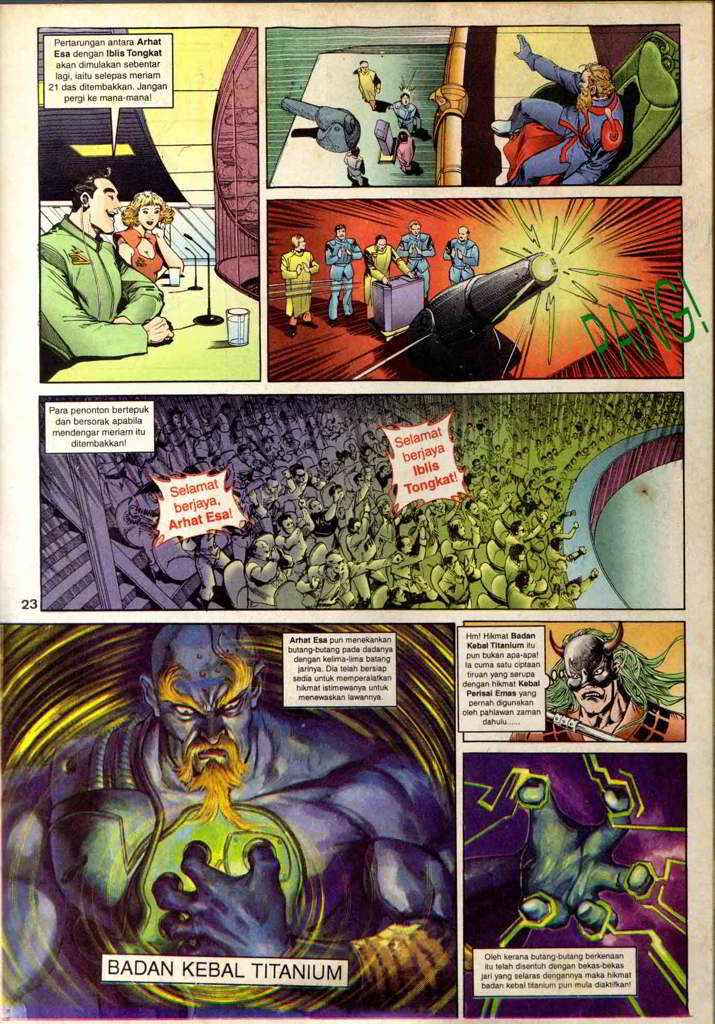 Pertarungan antara Arhat
Esa dengan Iblis Tongkat
akan dimulakan sebentar
lagi, iaitu selepas meriam
21 das ditembakkan. Jangan
pergi ke mana-mana!
PANG!
Para penonton bertepuk
dan bersorak apabila
mendengar meriam itu
ditembakkan!
Selamat
berjaya,
Arhat Esa!
Selamat
berjaya
Iblis
Tongkat!
23
Arhat Esa pun menekankan
butang-butang pada dadanya
dengan kelima-lima batang
jarinya. Dia telah bersiap
sedia untuk memperalatkan
hikmat istimewanya untuk
menewaskan lawannya.
BADAN KEBAL TITANIUM
Hm! Hikmat Badan
Kebal Titanium itu
pun bukan apa-apa!
Ia cuma satu ciptaan
tiruan yang serupa
dengan hikmat Kebal
Perisai Emas yang
pernah digunakan
oleh pahlawan zaman
dahulu......
Oleh kerana butang-butang berkenaan
itu telah disentuh dengan bekas-bekas
jari yang selaras dengannya maka hikmat
badan kebal titanium pun mula diaktifkan!